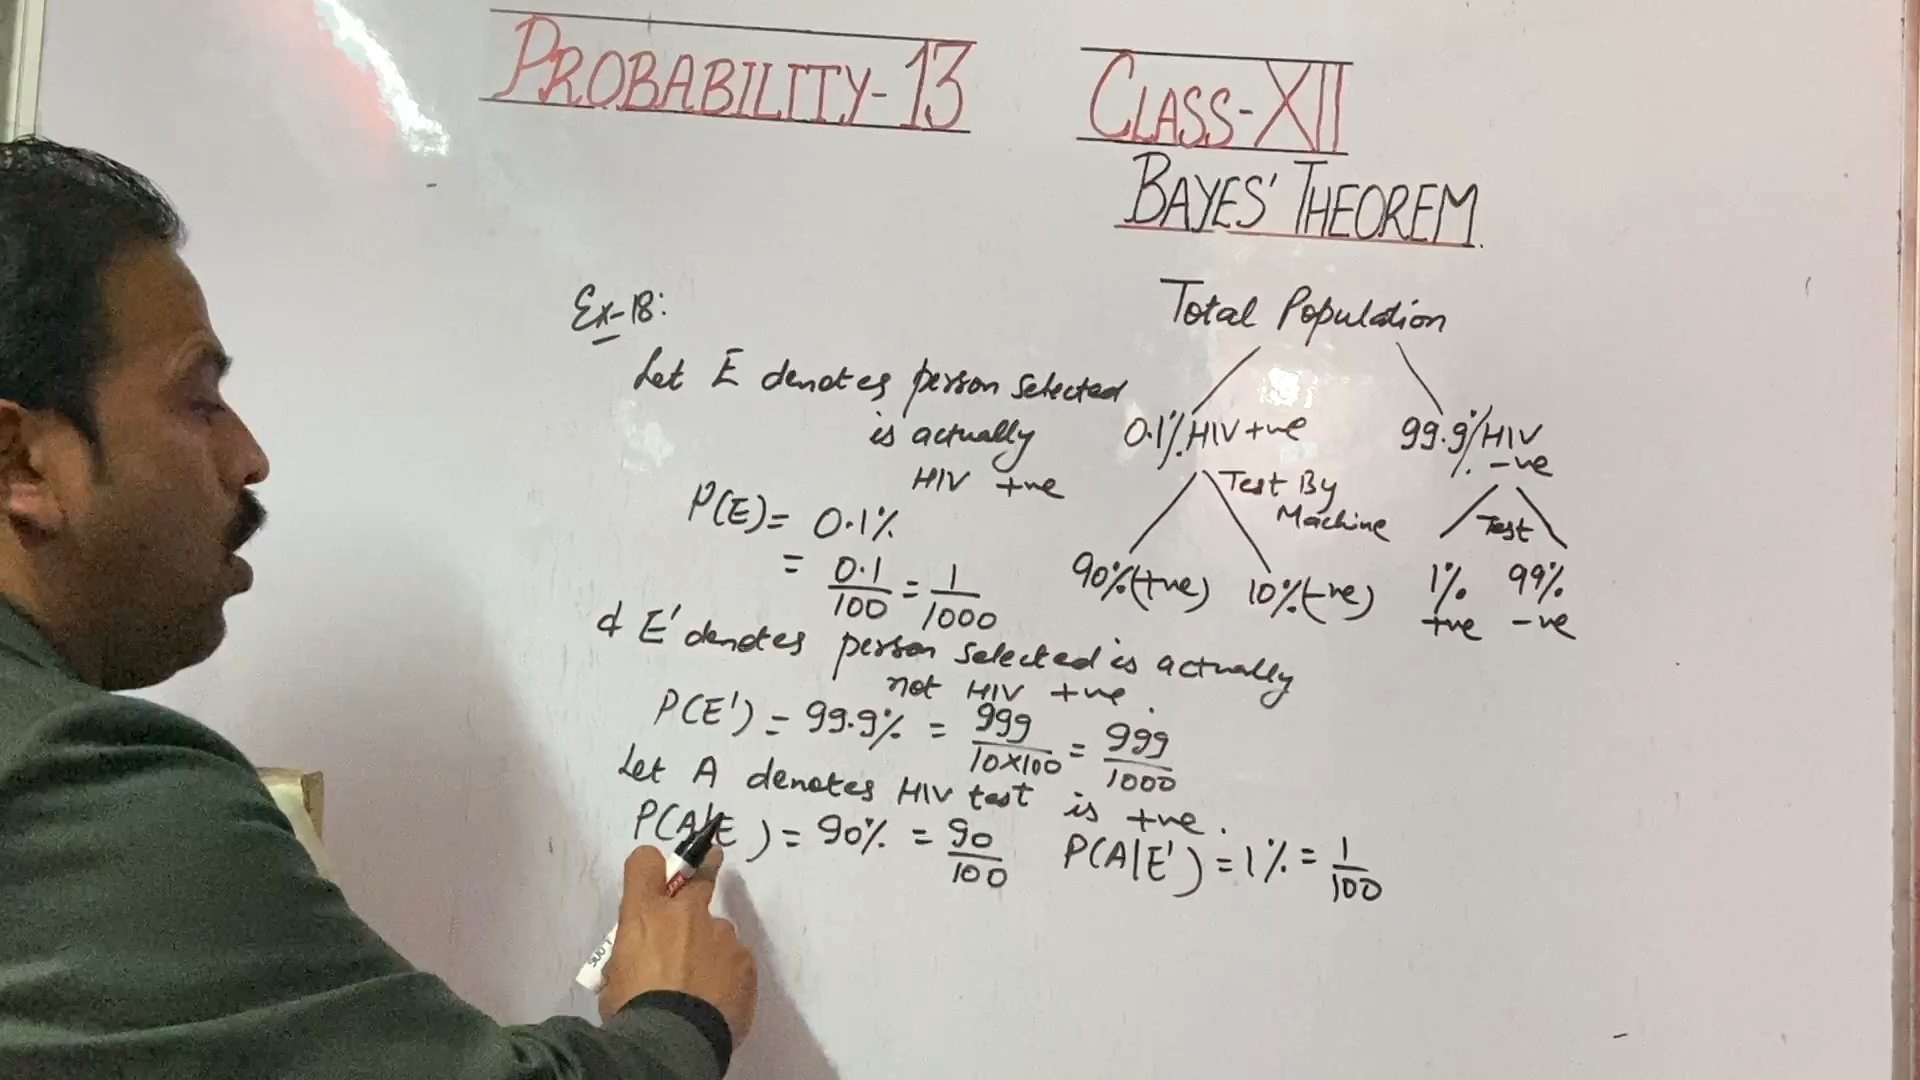 PROBABILITY-13 CLASS-XII
BAYES' THEOREM.
Ex-18:
Let E denotes person selected
is actually
HIV +ve
P(E) = 0.1%
= 0.1/100 = 1/1000
& E' denotes person selected is actually
not HIV +ve.
P(E') = 99.9% = 999/10×100 = 999/1000
Let A denotes HIV test is +ve.
P(A|E) = 90% = 90/100 P(A|E') = 1% = 1/100
Total Population
0.1% HIV +ve 99.9% HIV
-ve
Test By
Machine Test
90% (+ve) 10% (-ve) 1% 99%
+ve -ve